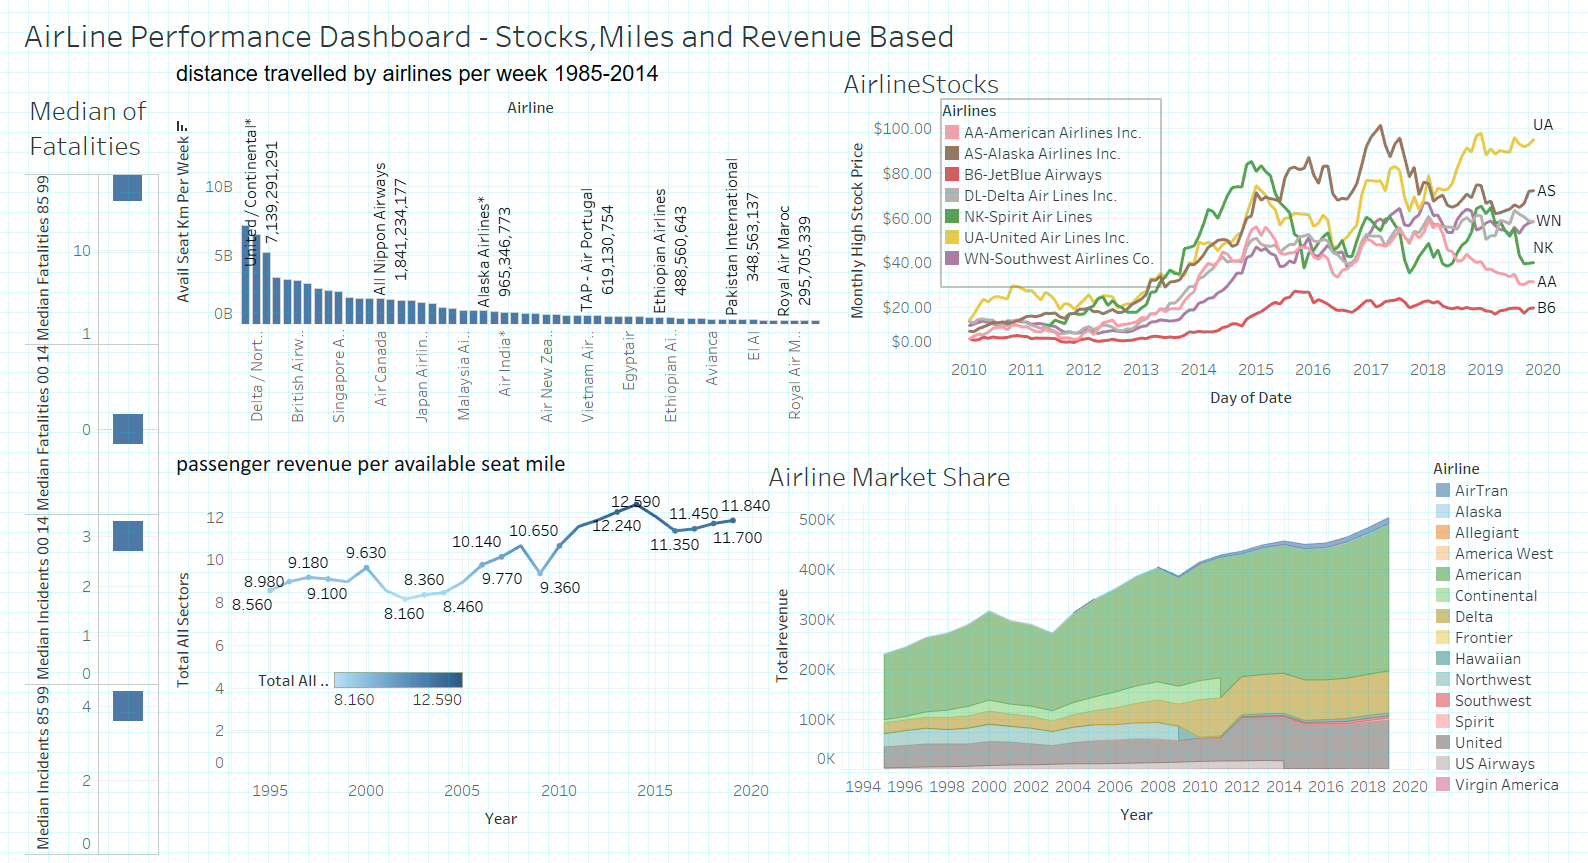 AirLine Performance Dashboard - Stocks,Miles and Revenue Based
distance travelled by airlines per week 1985-2014
Median of
Fatalities
Median Fatalities 85 99
10
1
Median Fatalities 00 14
0
Median Incidents 00 14
3
2
1
0
Median Incidents 85 99
4
2
0
Airline
Avail Seat Km Per Week
10B
5B
0B
United / Continental*
7,139,291,291
All Nippon Airways
1,841,234,177
Alaska Airlines*
965,346,773
TAP - Air Portugal
619,130,754
Ethiopian Airlines
488,560,643
Pakistan International
348,563,137
Royal Air Maroc
295,705,339
Delta / Nort..
British Airw..
Singapore A..
Air Canada
Japan Airlin..
Malaysia Ai..
Air India*
Air New Zea..
Vietnam Air..
Egyptair
Ethiopian Ai..
Avianca
El Al
Royal Air M..
AirlineStocks
Airlines
AA-American Airlines Inc.
AS-Alaska Airlines Inc.
B6-JetBlue Airways
DL-Delta Air Lines Inc.
NK-Spirit Air Lines
UA-United Air Lines Inc.
WN-Southwest Airlines Co.
Monthly High Stock Price
$100.00
$80.00
$60.00
$40.00
$20.00
$0.00
UA
AS
WN
NK
AA
B6
2010 2011 2012 2013 2014 2015 2016 2017 2018 2019 2020
Day of Date
passenger revenue per available seat mile
Total All Sectors
12
10
8
6
4
2
0
8.560
8.980
9.180
9.100
9.630
8.160
8.360
8.460
10.140
9.770
10.650
9.360
12.240
12.590
11.350
11.450
11.700
11.840
Total All ..
8.160 12.590
1995 2000 2005 2010 2015 2020
Year
Airline Market Share
Totalrevenue
500K
400K
300K
200K
100K
0K
1994 1996 1998 2000 2002 2004 2006 2008 2010 2012 2014 2016 2018 2020
Year
Airline
AirTran
Alaska
Allegiant
America West
American
Continental
Delta
Frontier
Hawaiian
Northwest
Southwest
Spirit
United
US Airways
Virgin America